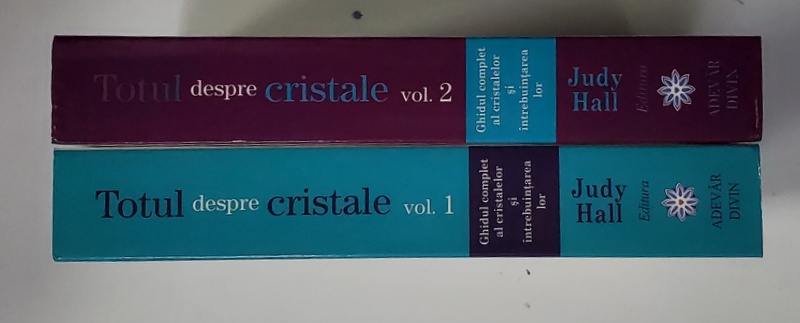 Totul despre cristale vol. 2
Ghidul complet
al cristalelor
și
întrebuințarea
lor
Judy
Hall
Editura
ADEVĂR
DIVIN
Totul despre cristale vol. 1
Ghidul complet
al cristalelor
și
întrebuințarea
lor
Judy
Hall
Editura
ADEVĂR
DIVIN